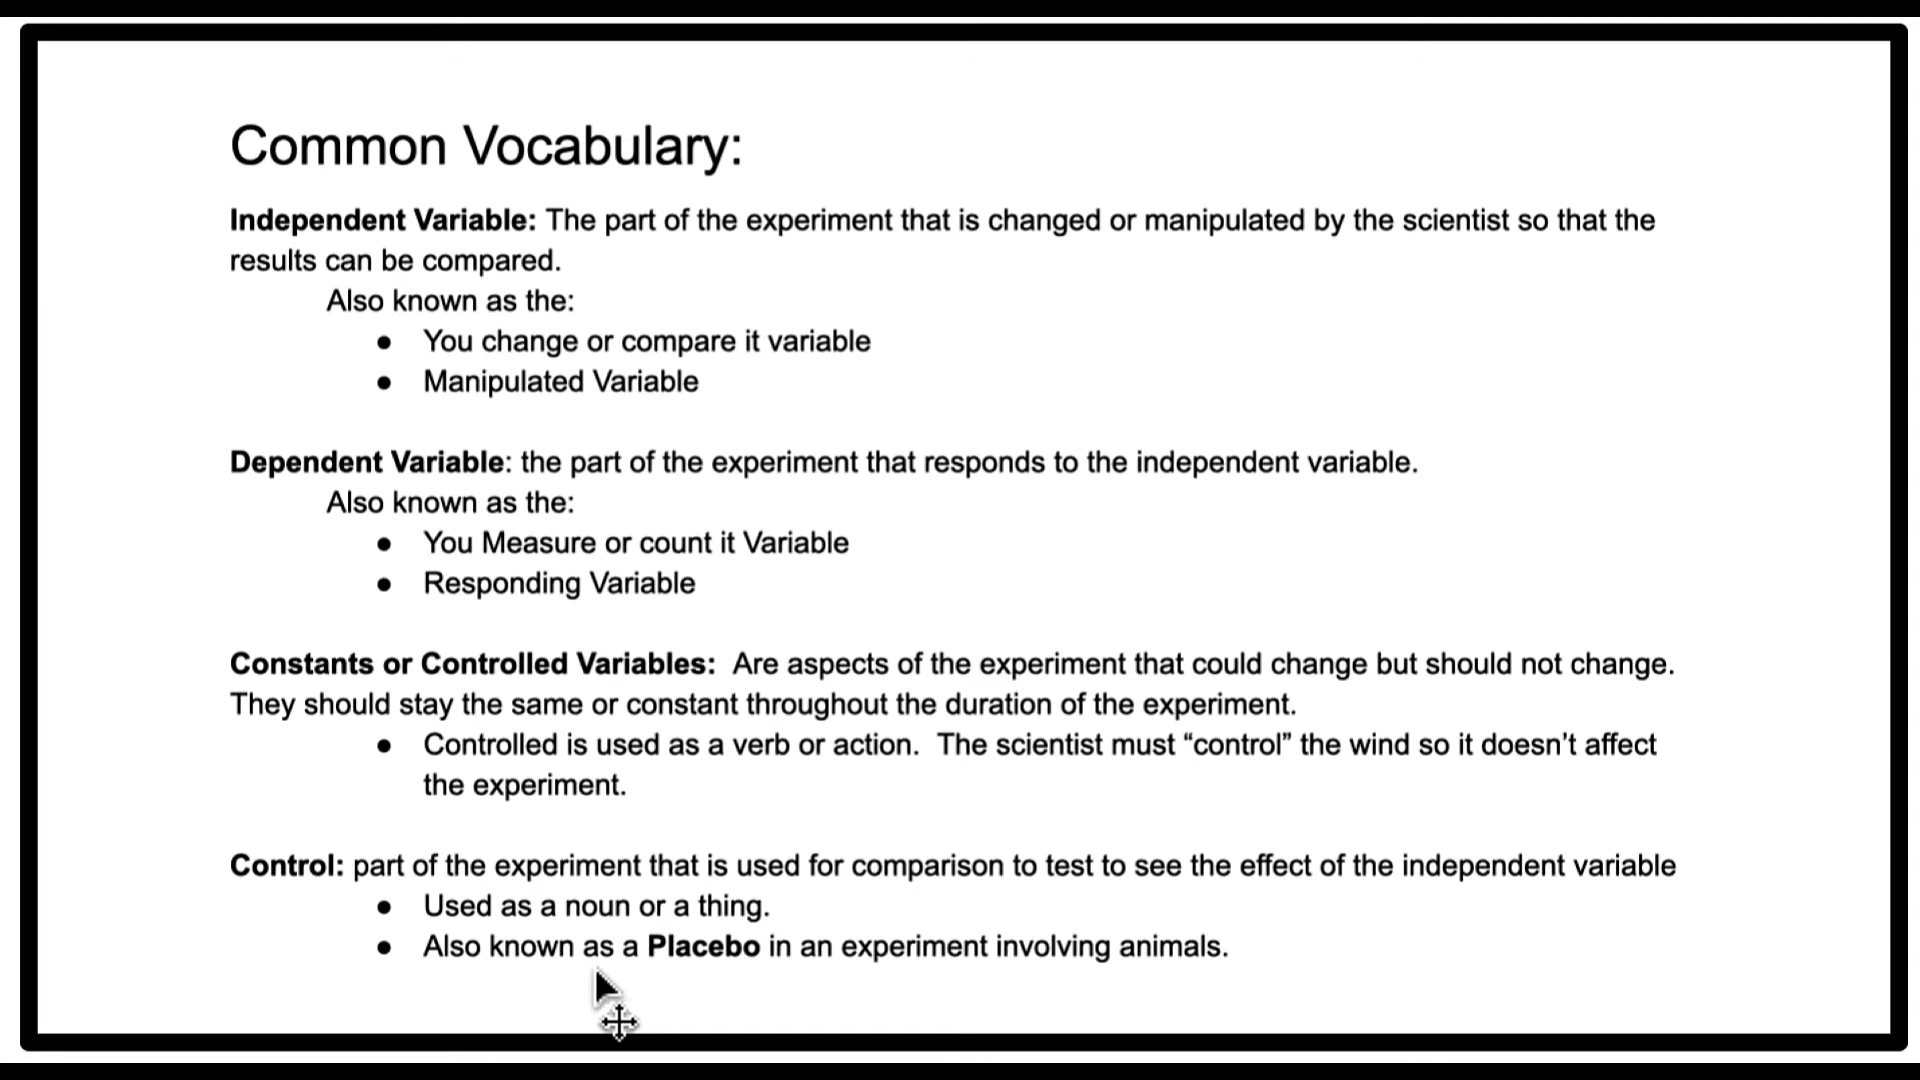 Common Vocabulary:
Independent Variable: The part of the experiment that is changed or manipulated by the scientist so that the
results can be compared.
Also known as the:
● You change or compare it variable
● Manipulated Variable
Dependent Variable: the part of the experiment that responds to the independent variable.
Also known as the:
● You Measure or count it Variable
● Responding Variable
Constants or Controlled Variables:  Are aspects of the experiment that could change but should not change.
They should stay the same or constant throughout the duration of the experiment.
● Controlled is used as a verb or action.  The scientist must “control” the wind so it doesn’t affect
the experiment.
Control: part of the experiment that is used for comparison to test to see the effect of the independent variable
● Used as a noun or a thing.
● Also known as a Placebo in an experiment involving animals.